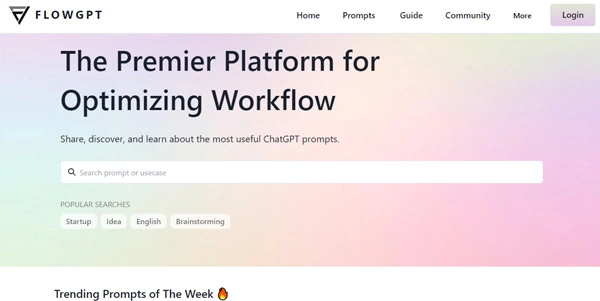 FLOWGPT Home Prompts Guide Community More Login
The Premier Platform for
Optimizing Workflow
Share, discover, and learn about the most useful ChatGPT prompts.
Search prompt or usecase
POPULAR SEARCHES
Startup Idea English Brainstorming
Trending Prompts of The Week 🔥